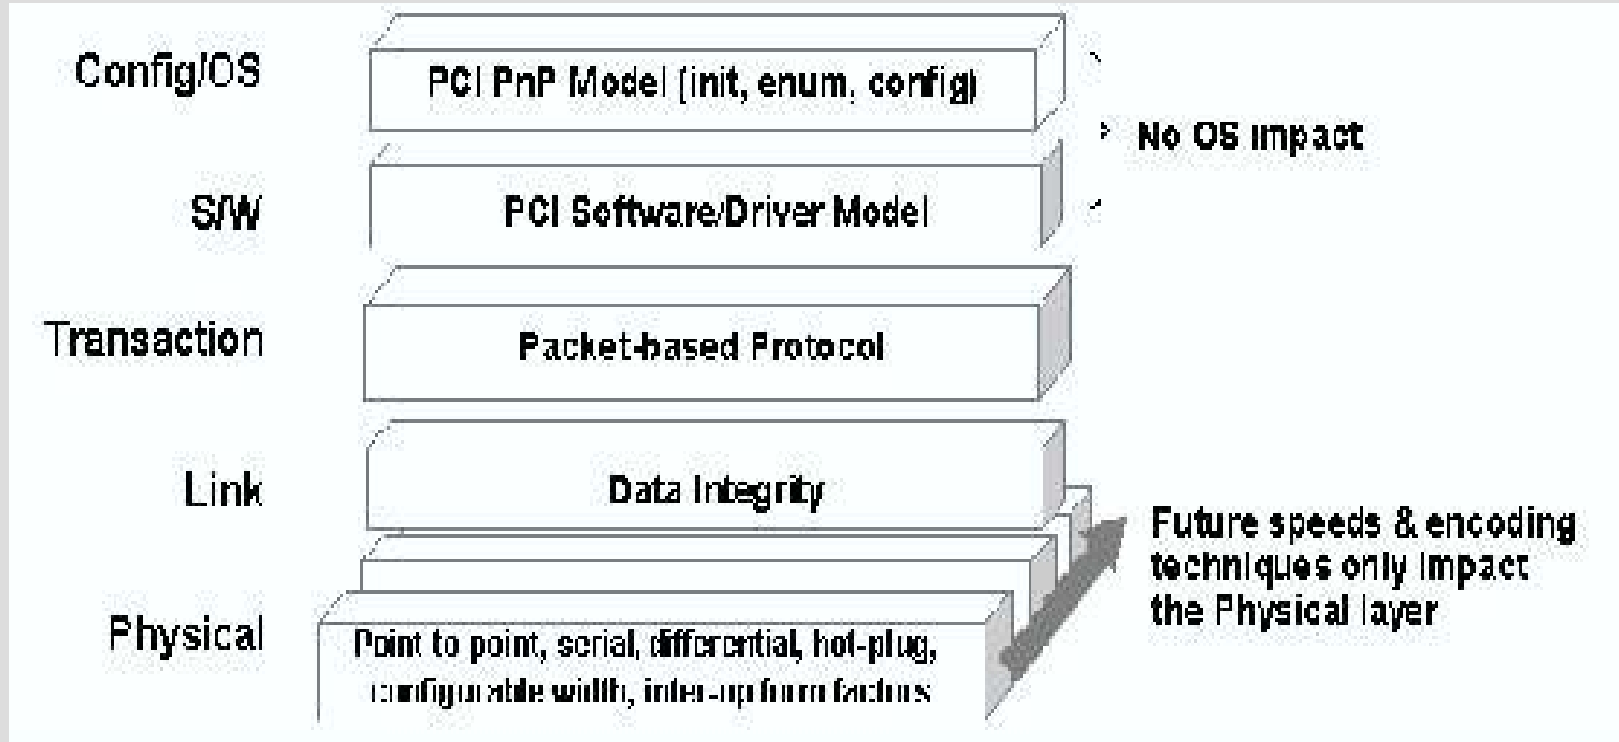 Config/OS
PCI PnP Model (init, enum, config)
No OS impact
S/W
PCI Software/Driver Model
Transaction
Packet-based Protocol
Link
Data Integrity
Future speeds & encoding
techniques only impact
the Physical layer
Physical
Point to point, serial, differential, hot-plug,
configurable width, inter-op form factors